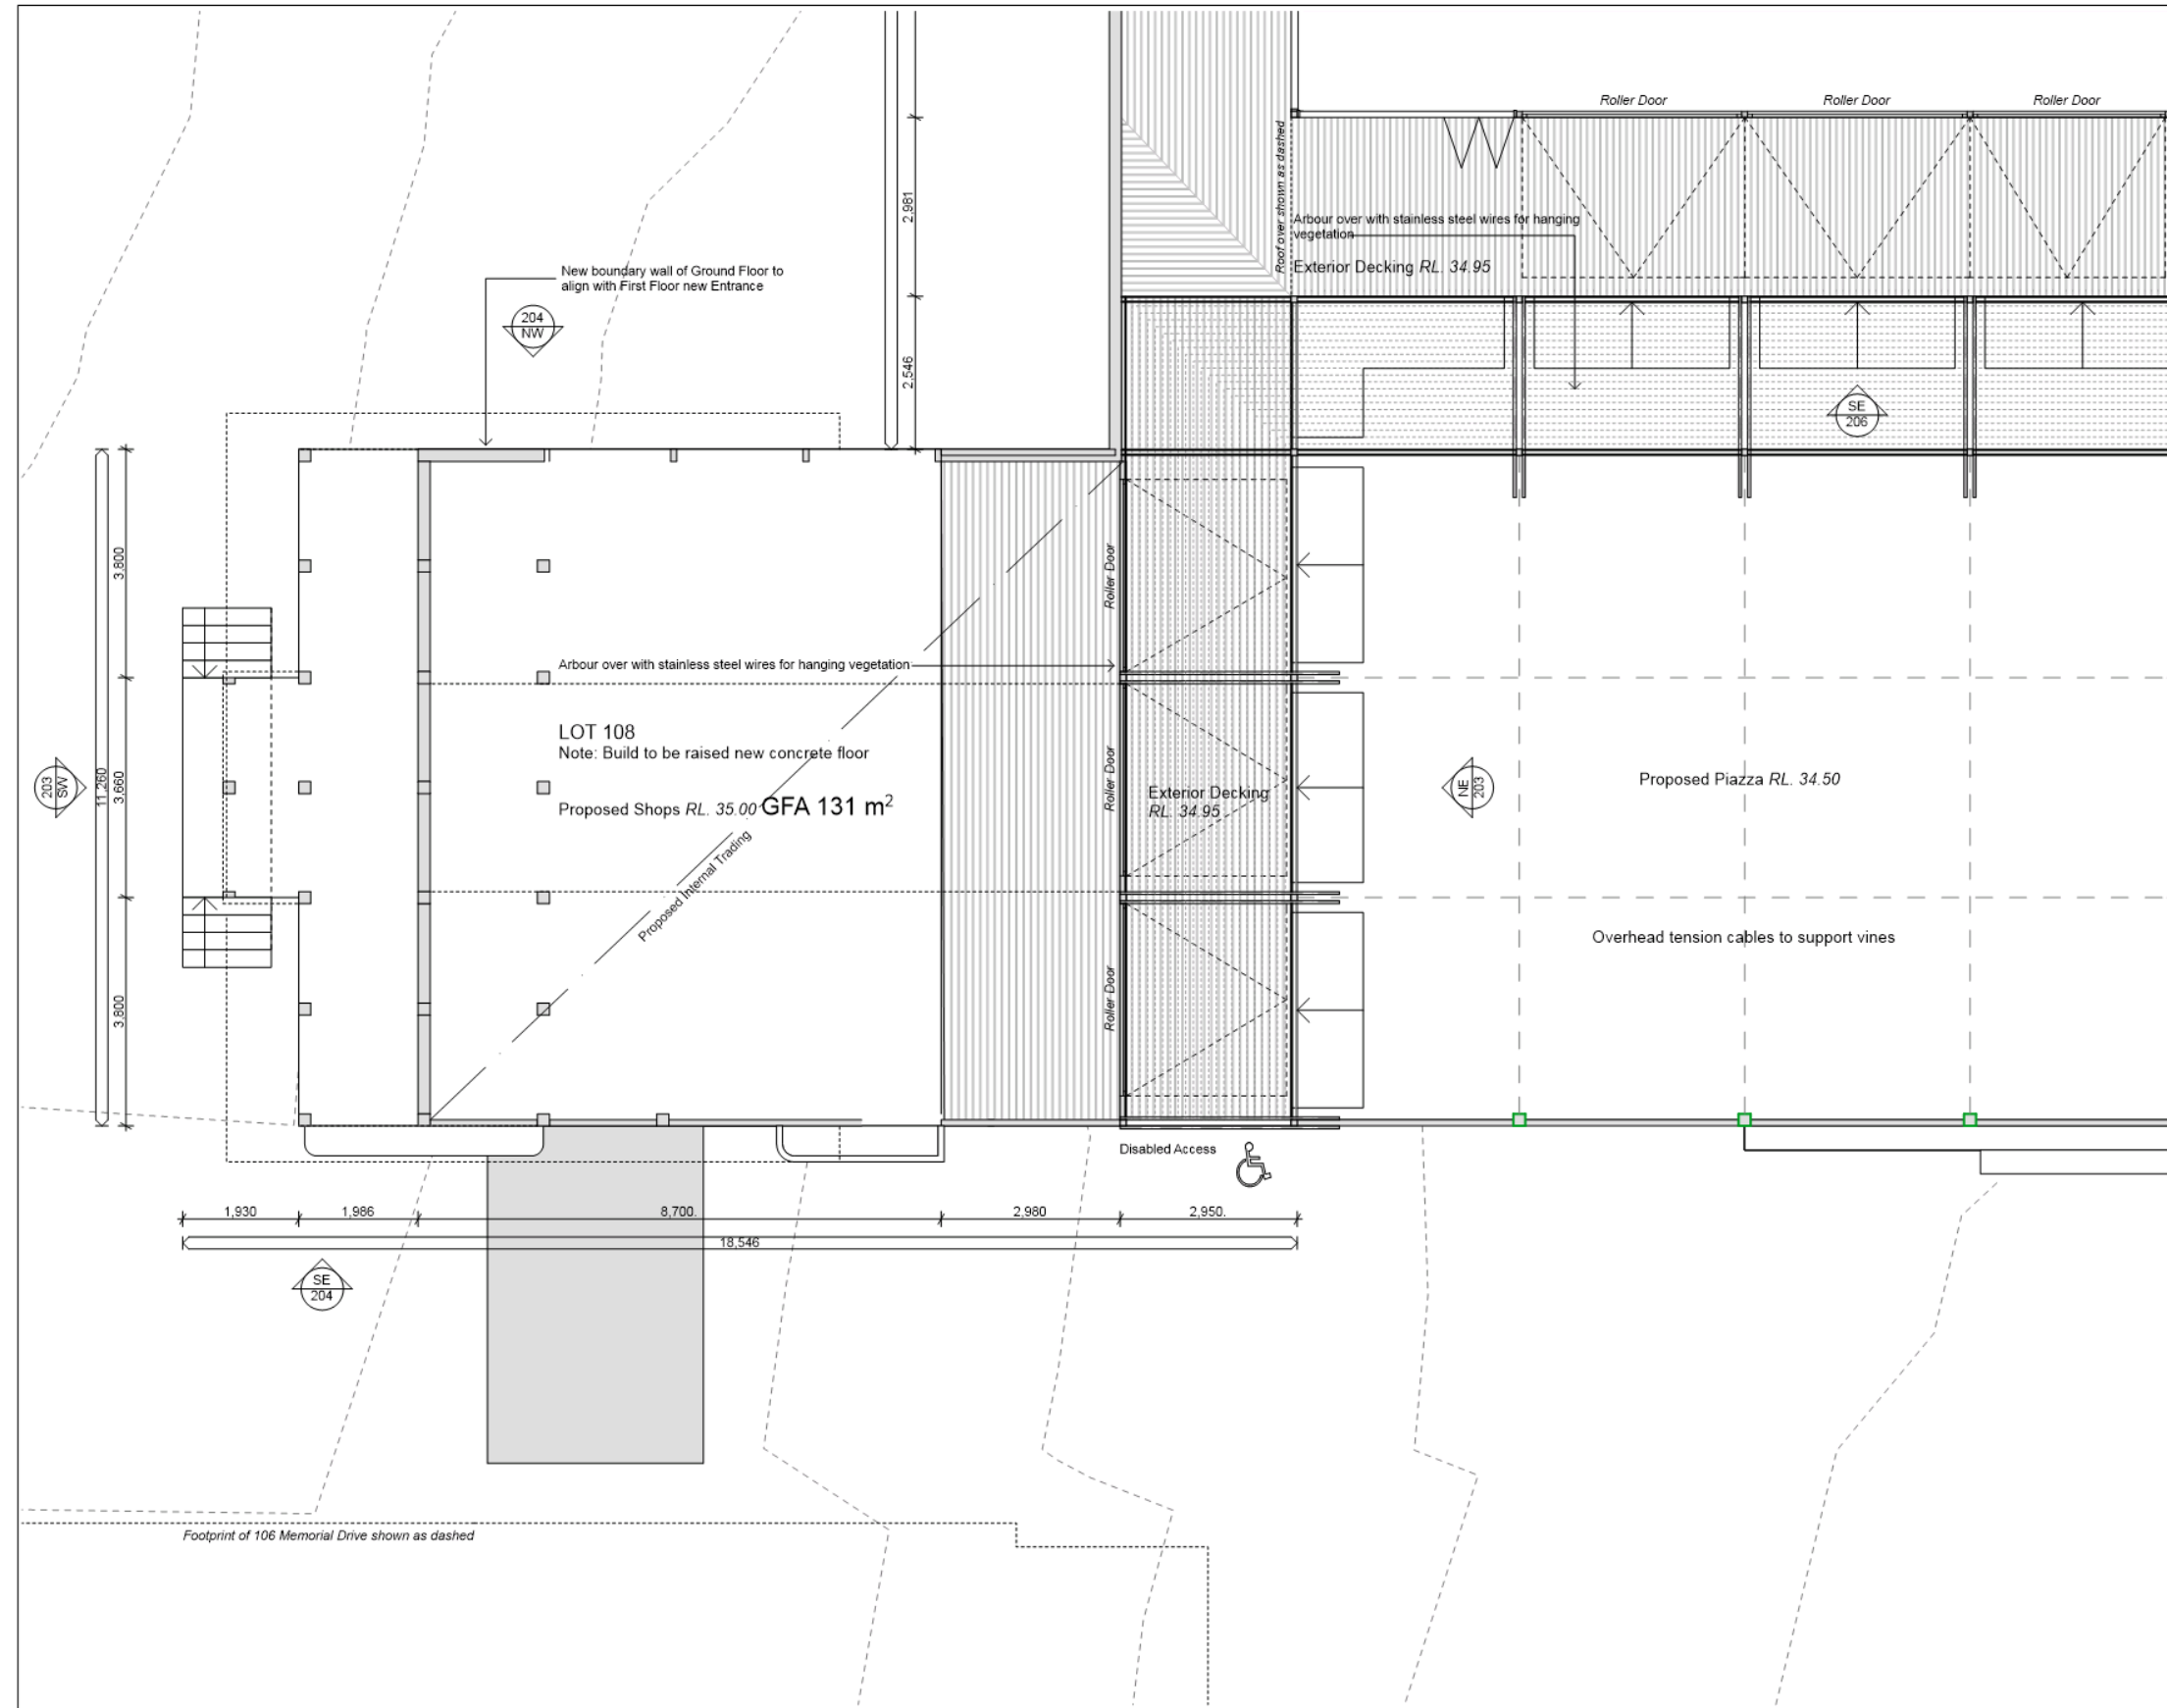 Roller Door
Roller Door
Roller Door
Roof over shown as dashed
2,981
Arbour over with stainless steel wires for hanging
vegetation
Exterior Decking RL. 34.95
New boundary wall of Ground Floor to
align with First Floor new Entrance
204
NW
2,546
SE
206
3,800
Roller Door
Arbour over with stainless steel wires for hanging vegetation
LOT 108
Note: Build to be raised new concrete floor
Proposed Shops RL. 35.00 GFA 131 m²
Proposed Internal Trading
203
SW
11,260
3,660
Roller Door
Exterior Decking
RL. 34.95
NE
203
Proposed Piazza RL. 34.50
Overhead tension cables to support vines
3,800
Roller Door
Disabled Access
1,930
1,986
8,700.
2,980
2,950.
18,546
SE
204
Footprint of 106 Memorial Drive shown as dashed